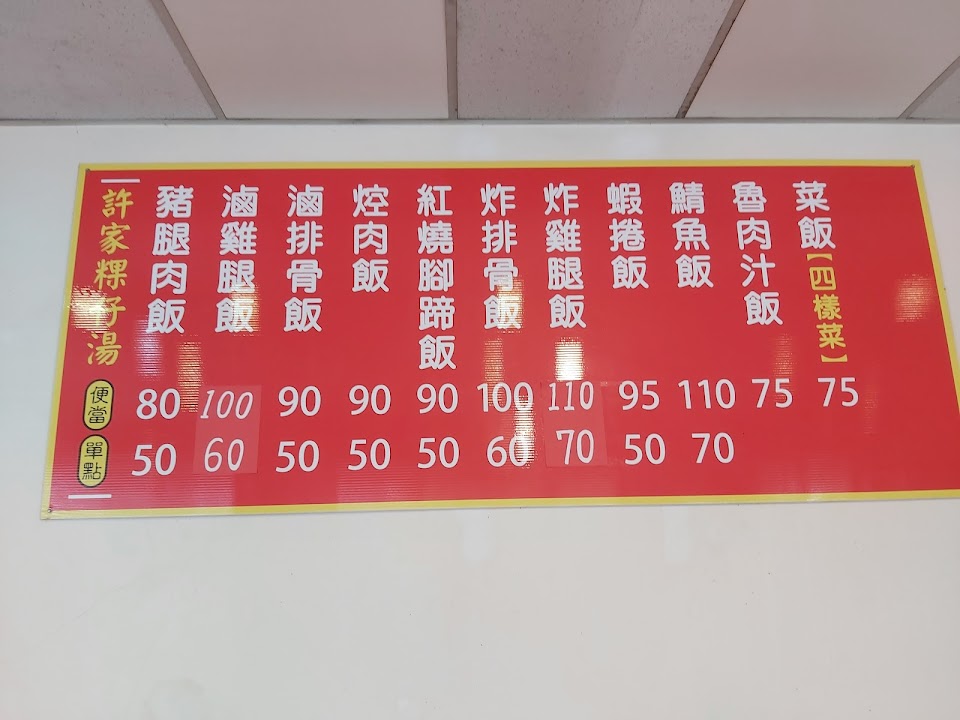 許家粿仔湯
豬腿肉飯
滷雞腿飯
滷排骨飯
焢肉飯
紅燒腳蹄飯
炸排骨飯
炸雞腿飯
蝦捲飯
鯖魚飯
魯肉汁飯
菜飯【四樣菜】
便當 80 100 90 90 90 100 110 95 110 75 75
單點 50 60 50 50 50 60 70 50 70